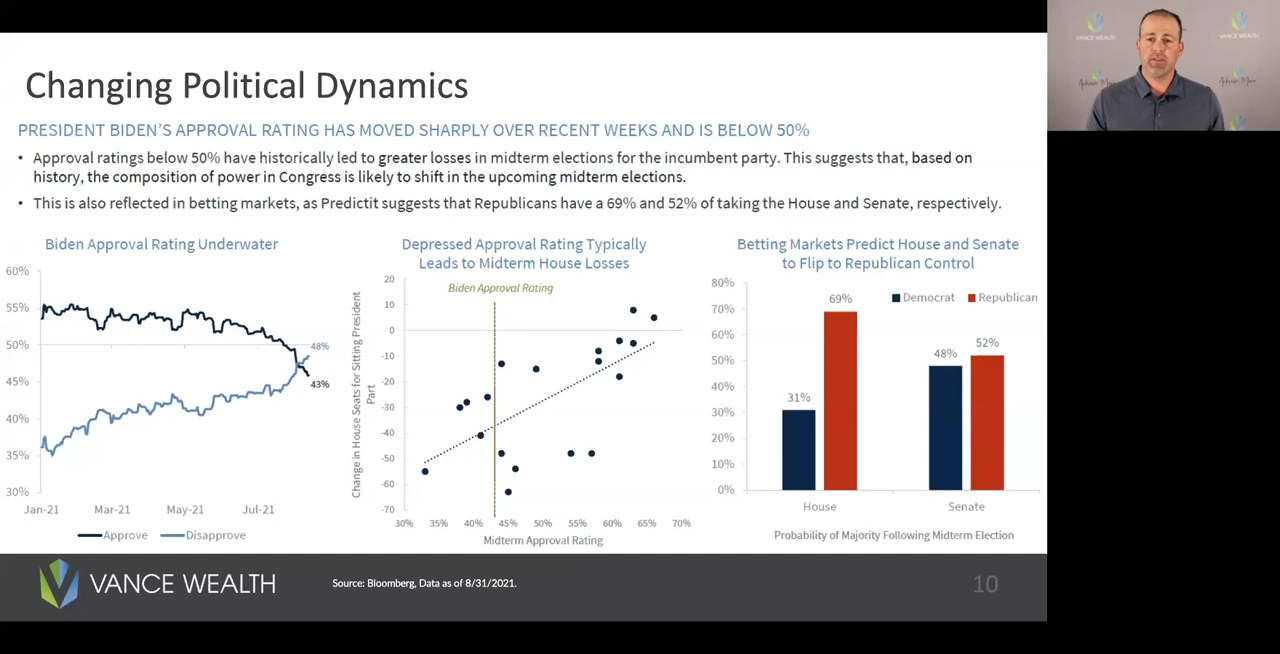 Changing Political Dynamics
PRESIDENT BIDEN'S APPROVAL RATING HAS MOVED SHARPLY OVER RECENT WEEKS AND IS BELOW 50%
• Approval ratings below 50% have historically led to greater losses in midterm elections for the incumbent party. This suggests that, based on
history, the composition of power in Congress is likely to shift in the upcoming midterm elections.
• This is also reflected in betting markets, as Predictit suggests that Republicans have a 69% and 52% of taking the House and Senate, respectively.
Biden Approval Rating Underwater
60%
55%
50%
45%
40%
35%
30%
48%
43%
Jan-21 Mar-21 May-21 Jul-21
Approve Disapprove
Depressed Approval Rating Typically
Leads to Midterm House Losses
Biden Approval Rating
Change in House Seats for Sitting President
Part
20
10
0
-10
-20
-30
-40
-50
-60
-70
30% 35% 40% 45% 50% 55% 60% 65% 70%
Midterm Approval Rating
Betting Markets Predict House and Senate
to Flip to Republican Control
Democrat Republican
80%
70%
60%
50%
40%
30%
20%
10%
0%
31%
69%
48%
52%
House Senate
Probability of Majority Following Midterm Election
VANCE WEALTH
Source: Bloomberg, Data as of 8/31/2021.
10
VANCE WEALTH
VANCE WEALTH